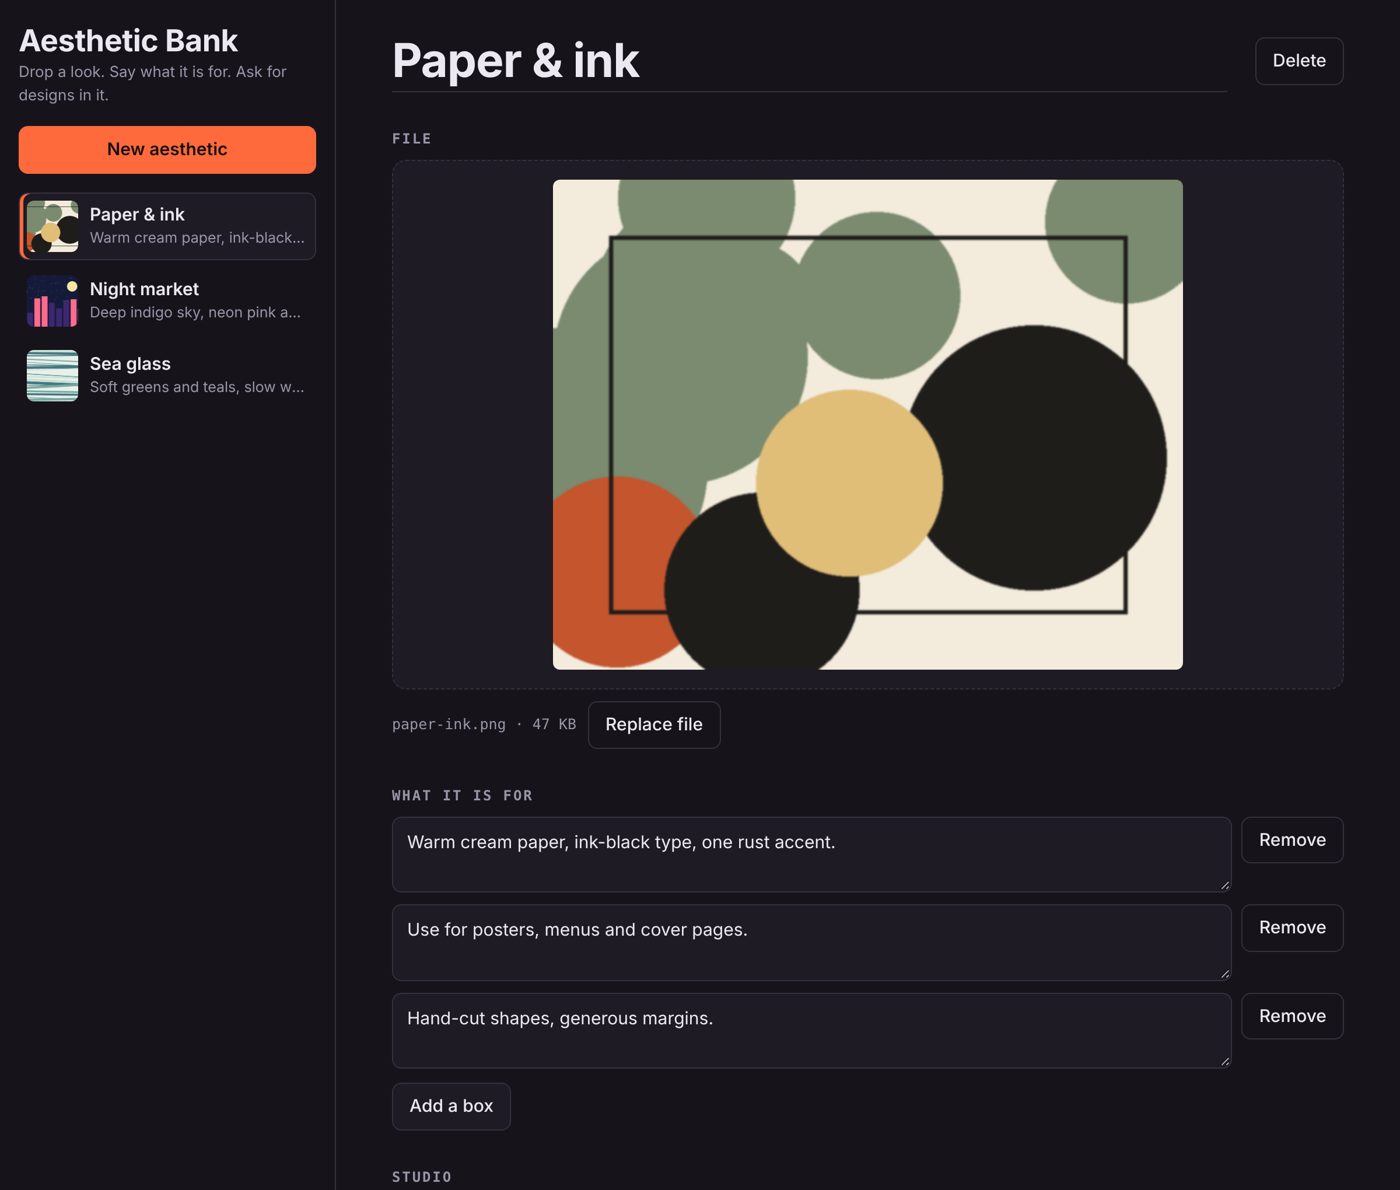 Aesthetic Bank
Drop a look. Say what it is for. Ask for
designs in it.
New aesthetic
Paper & ink
Warm cream paper, ink-black...
Night market
Deep indigo sky, neon pink a...
Sea glass
Soft greens and teals, slow w...
Paper & ink
Delete
FILE
paper-ink.png · 47 KB
Replace file
WHAT IT IS FOR
Warm cream paper, ink-black type, one rust accent.
Remove
Use for posters, menus and cover pages.
Remove
Hand-cut shapes, generous margins.
Remove
Add a box
STUDIO